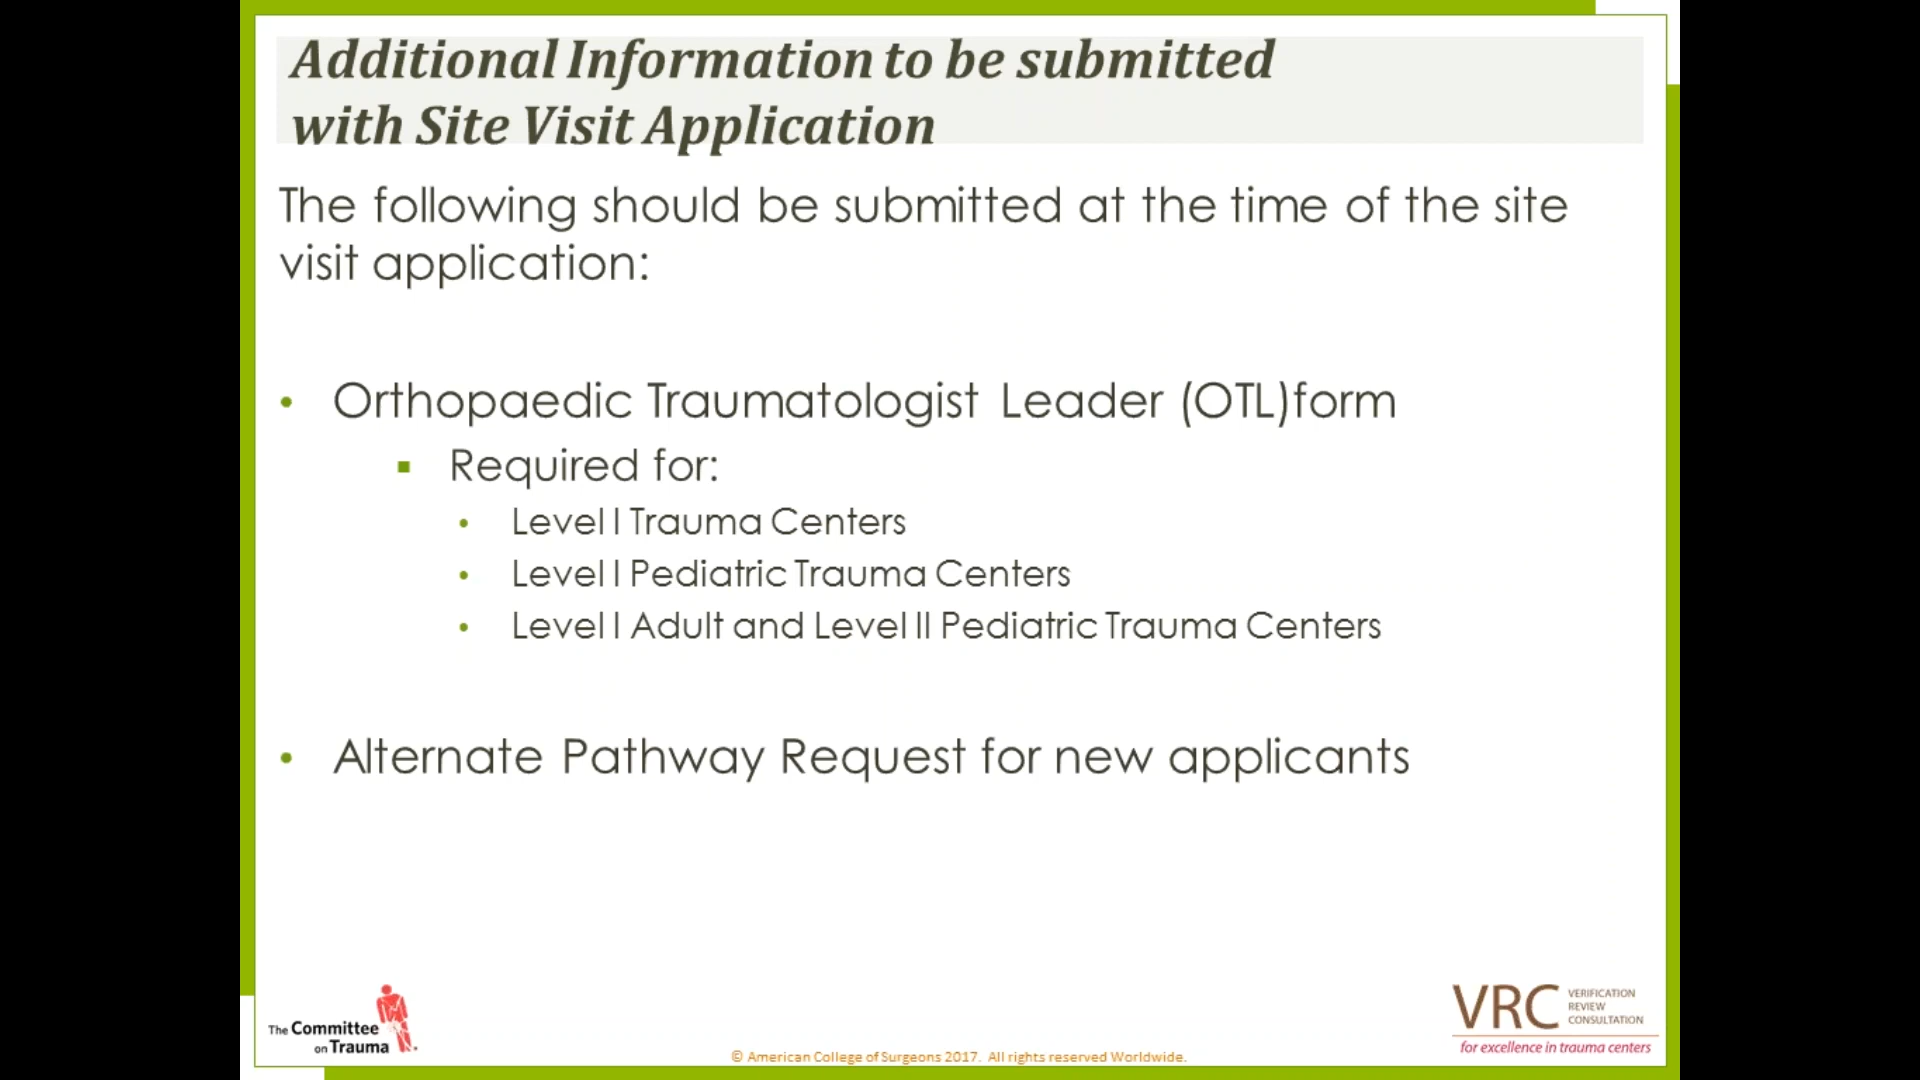 Additional Information to be submitted
with Site Visit Application
The following should be submitted at the time of the site
visit application:
• Orthopaedic Traumatologist Leader (OTL)form
▪ Required for:
• Level I Trauma Centers
• Level I Pediatric Trauma Centers
• Level I Adult and Level II Pediatric Trauma Centers
• Alternate Pathway Request for new applicants
The Committee
on Trauma
© American College of Surgeons 2017. All rights reserved Worldwide.
VRC
VERIFICATION
REVIEW
CONSULTATION
for excellence in trauma centers